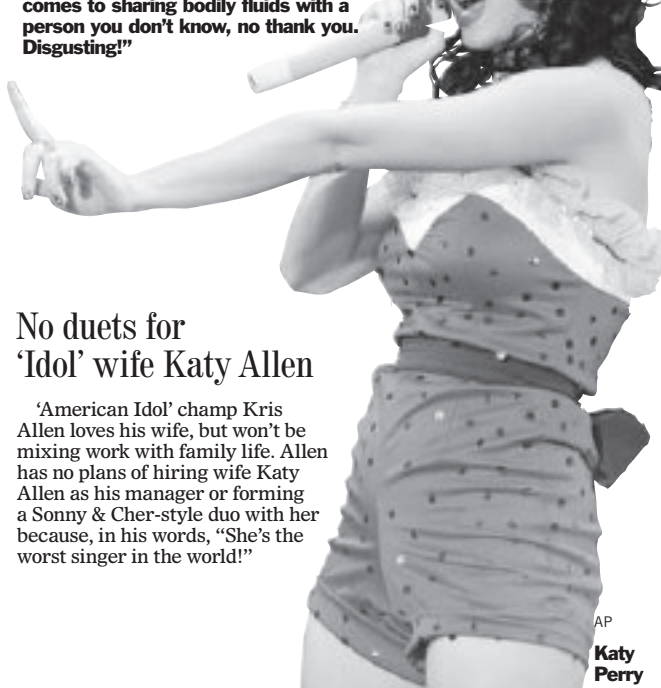 comes to sharing bodily fluids with a
person you don't know, no thank you.
Disgusting!”
No duets for
‘Idol’ wife Katy Allen
‘American Idol’ champ Kris
Allen loves his wife, but won’t be
mixing work with family life. Allen
has no plans of hiring wife Katy
Allen as his manager or forming
a Sonny & Cher-style duo with her
because, in his words, “She’s the
worst singer in the world!”
AP
Katy
Perry